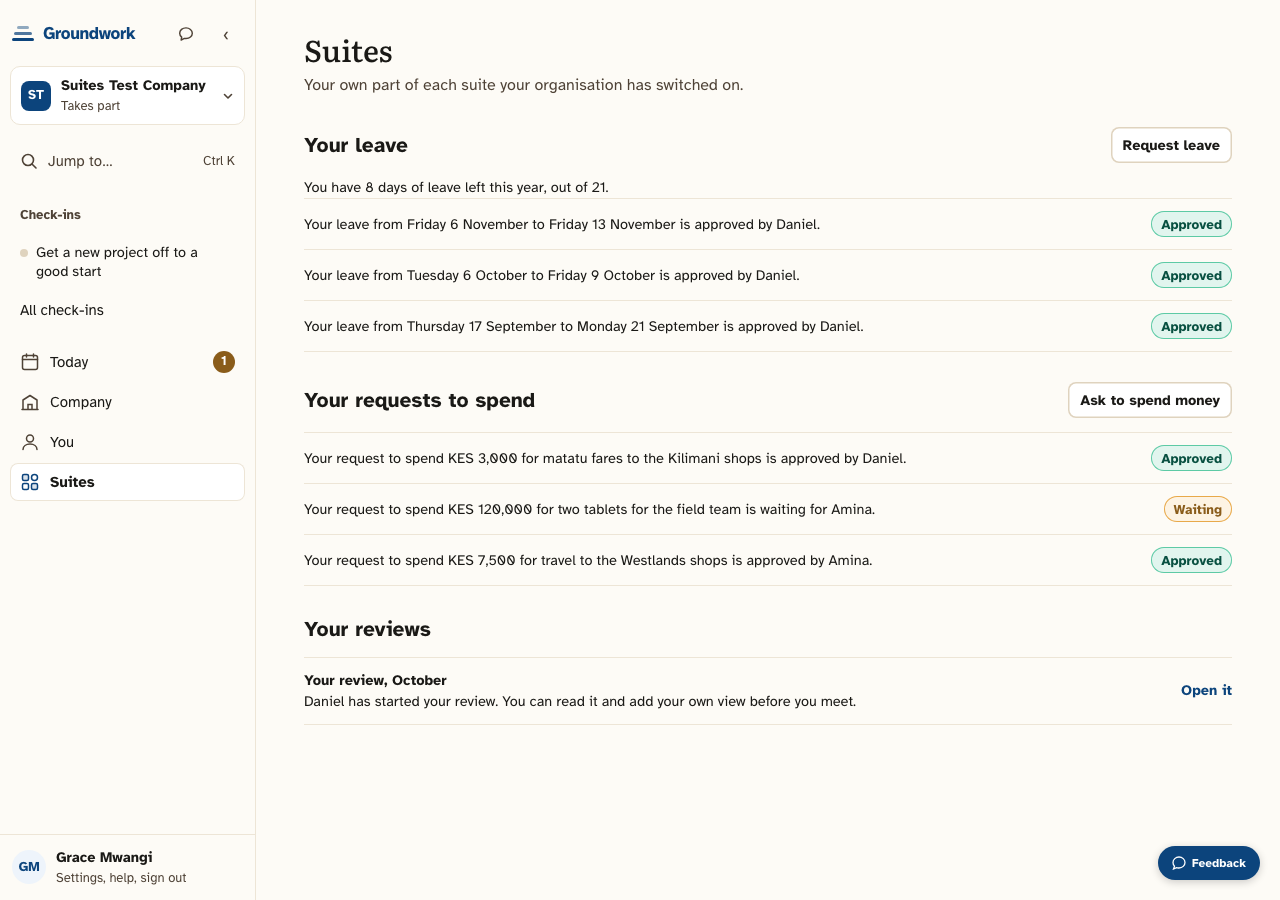 Groundwork
ST
Suites Test Company
Takes part
Jump to...
Ctrl K
Check-ins
Get a new project off to a
good start
All check-ins
Today
1
Company
You
Suites
GM
Grace Mwangi
Settings, help, sign out
Suites
Your own part of each suite your organisation has switched on.
Your leave
Request leave
You have 8 days of leave left this year, out of 21.
Your leave from Friday 6 November to Friday 13 November is approved by Daniel.
Approved
Your leave from Tuesday 6 October to Friday 9 October is approved by Daniel.
Approved
Your leave from Thursday 17 September to Monday 21 September is approved by Daniel.
Approved
Your requests to spend
Ask to spend money
Your request to spend KES 3,000 for matatu fares to the Kilimani shops is approved by Daniel.
Approved
Your request to spend KES 120,000 for two tablets for the field team is waiting for Amina.
Waiting
Your request to spend KES 7,500 for travel to the Westlands shops is approved by Amina.
Approved
Your reviews
Your review, October
Daniel has started your review. You can read it and add your own view before you meet.
Open it
Feedback